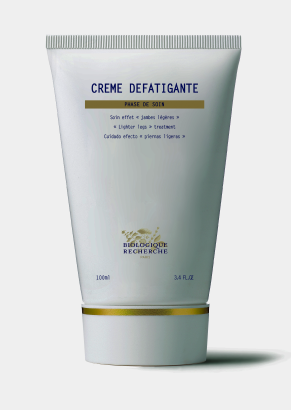 CREME DEFATIGANTE
PHASE DE SOIN
Soin effet « jambes légères »
« Lighter legs » treatment
Cuidado efecto « piernas ligeras »
BIOLOGIQUE
RECHERCHE
100ml 3.4 FL.OZ